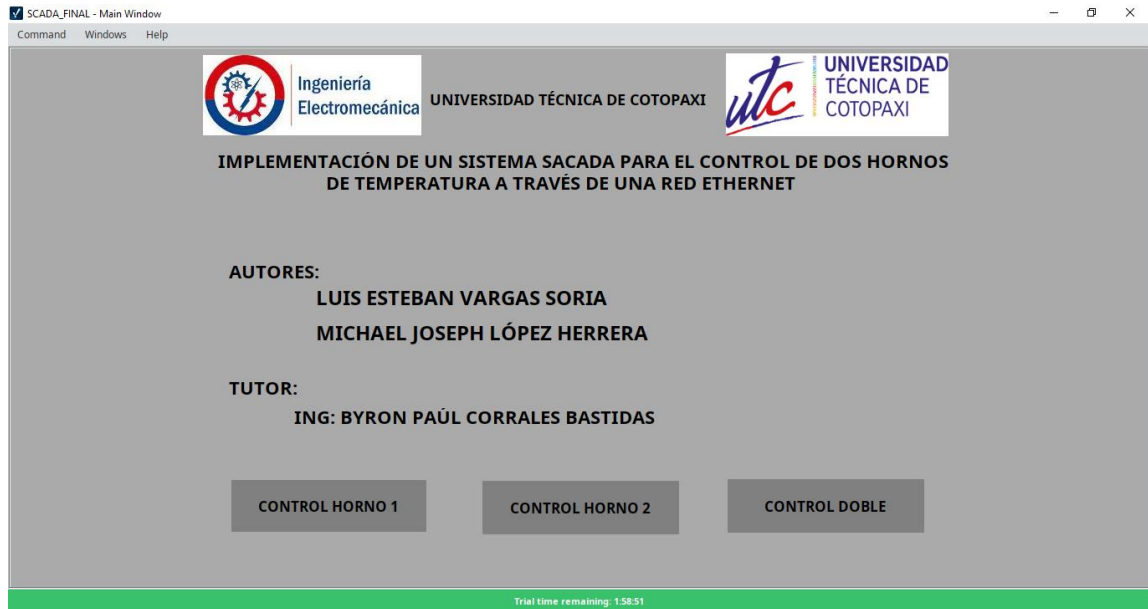 SCADA_FINAL - Main Window
Command Windows Help
Ingeniería
Electromecánica
UNIVERSIDAD TÉCNICA DE COTOPAXI
utc
UNIVERSIDAD
TÉCNICA DE
COTOPAXI
IMPLEMENTACIÓN DE UN SISTEMA SACADA PARA EL CONTROL DE DOS HORNOS
DE TEMPERATURA A TRAVÉS DE UNA RED ETHERNET
AUTORES:
LUIS ESTEBAN VARGAS SORIA
MICHAEL JOSEPH LÓPEZ HERRERA
TUTOR:
ING: BYRON PAÚL CORRALES BASTIDAS
CONTROL HORNO 1
CONTROL HORNO 2
CONTROL DOBLE
Trial time remaining: 1:58:51